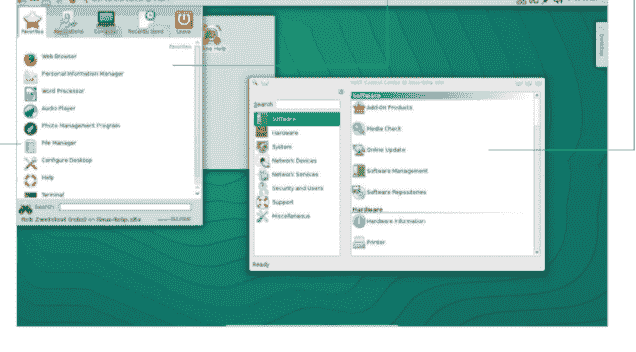 Favorites
Applications
Computer
Recently Used
Leave
Favorites
Web Browser
Personal Information Manager
Word Processor
Audio Player
Photo Management Program
File Manager
Configure Desktop
Help
Terminal
Search:
Desktop
Search
Software
Hardware
System
Network Devices
Network Services
Security and Users
Support
Miscellaneous
Software
Add-on Products
Media Check
Online Update
Software Management
Software Repositories
Hardware
Hardware Information
Printer
Ready